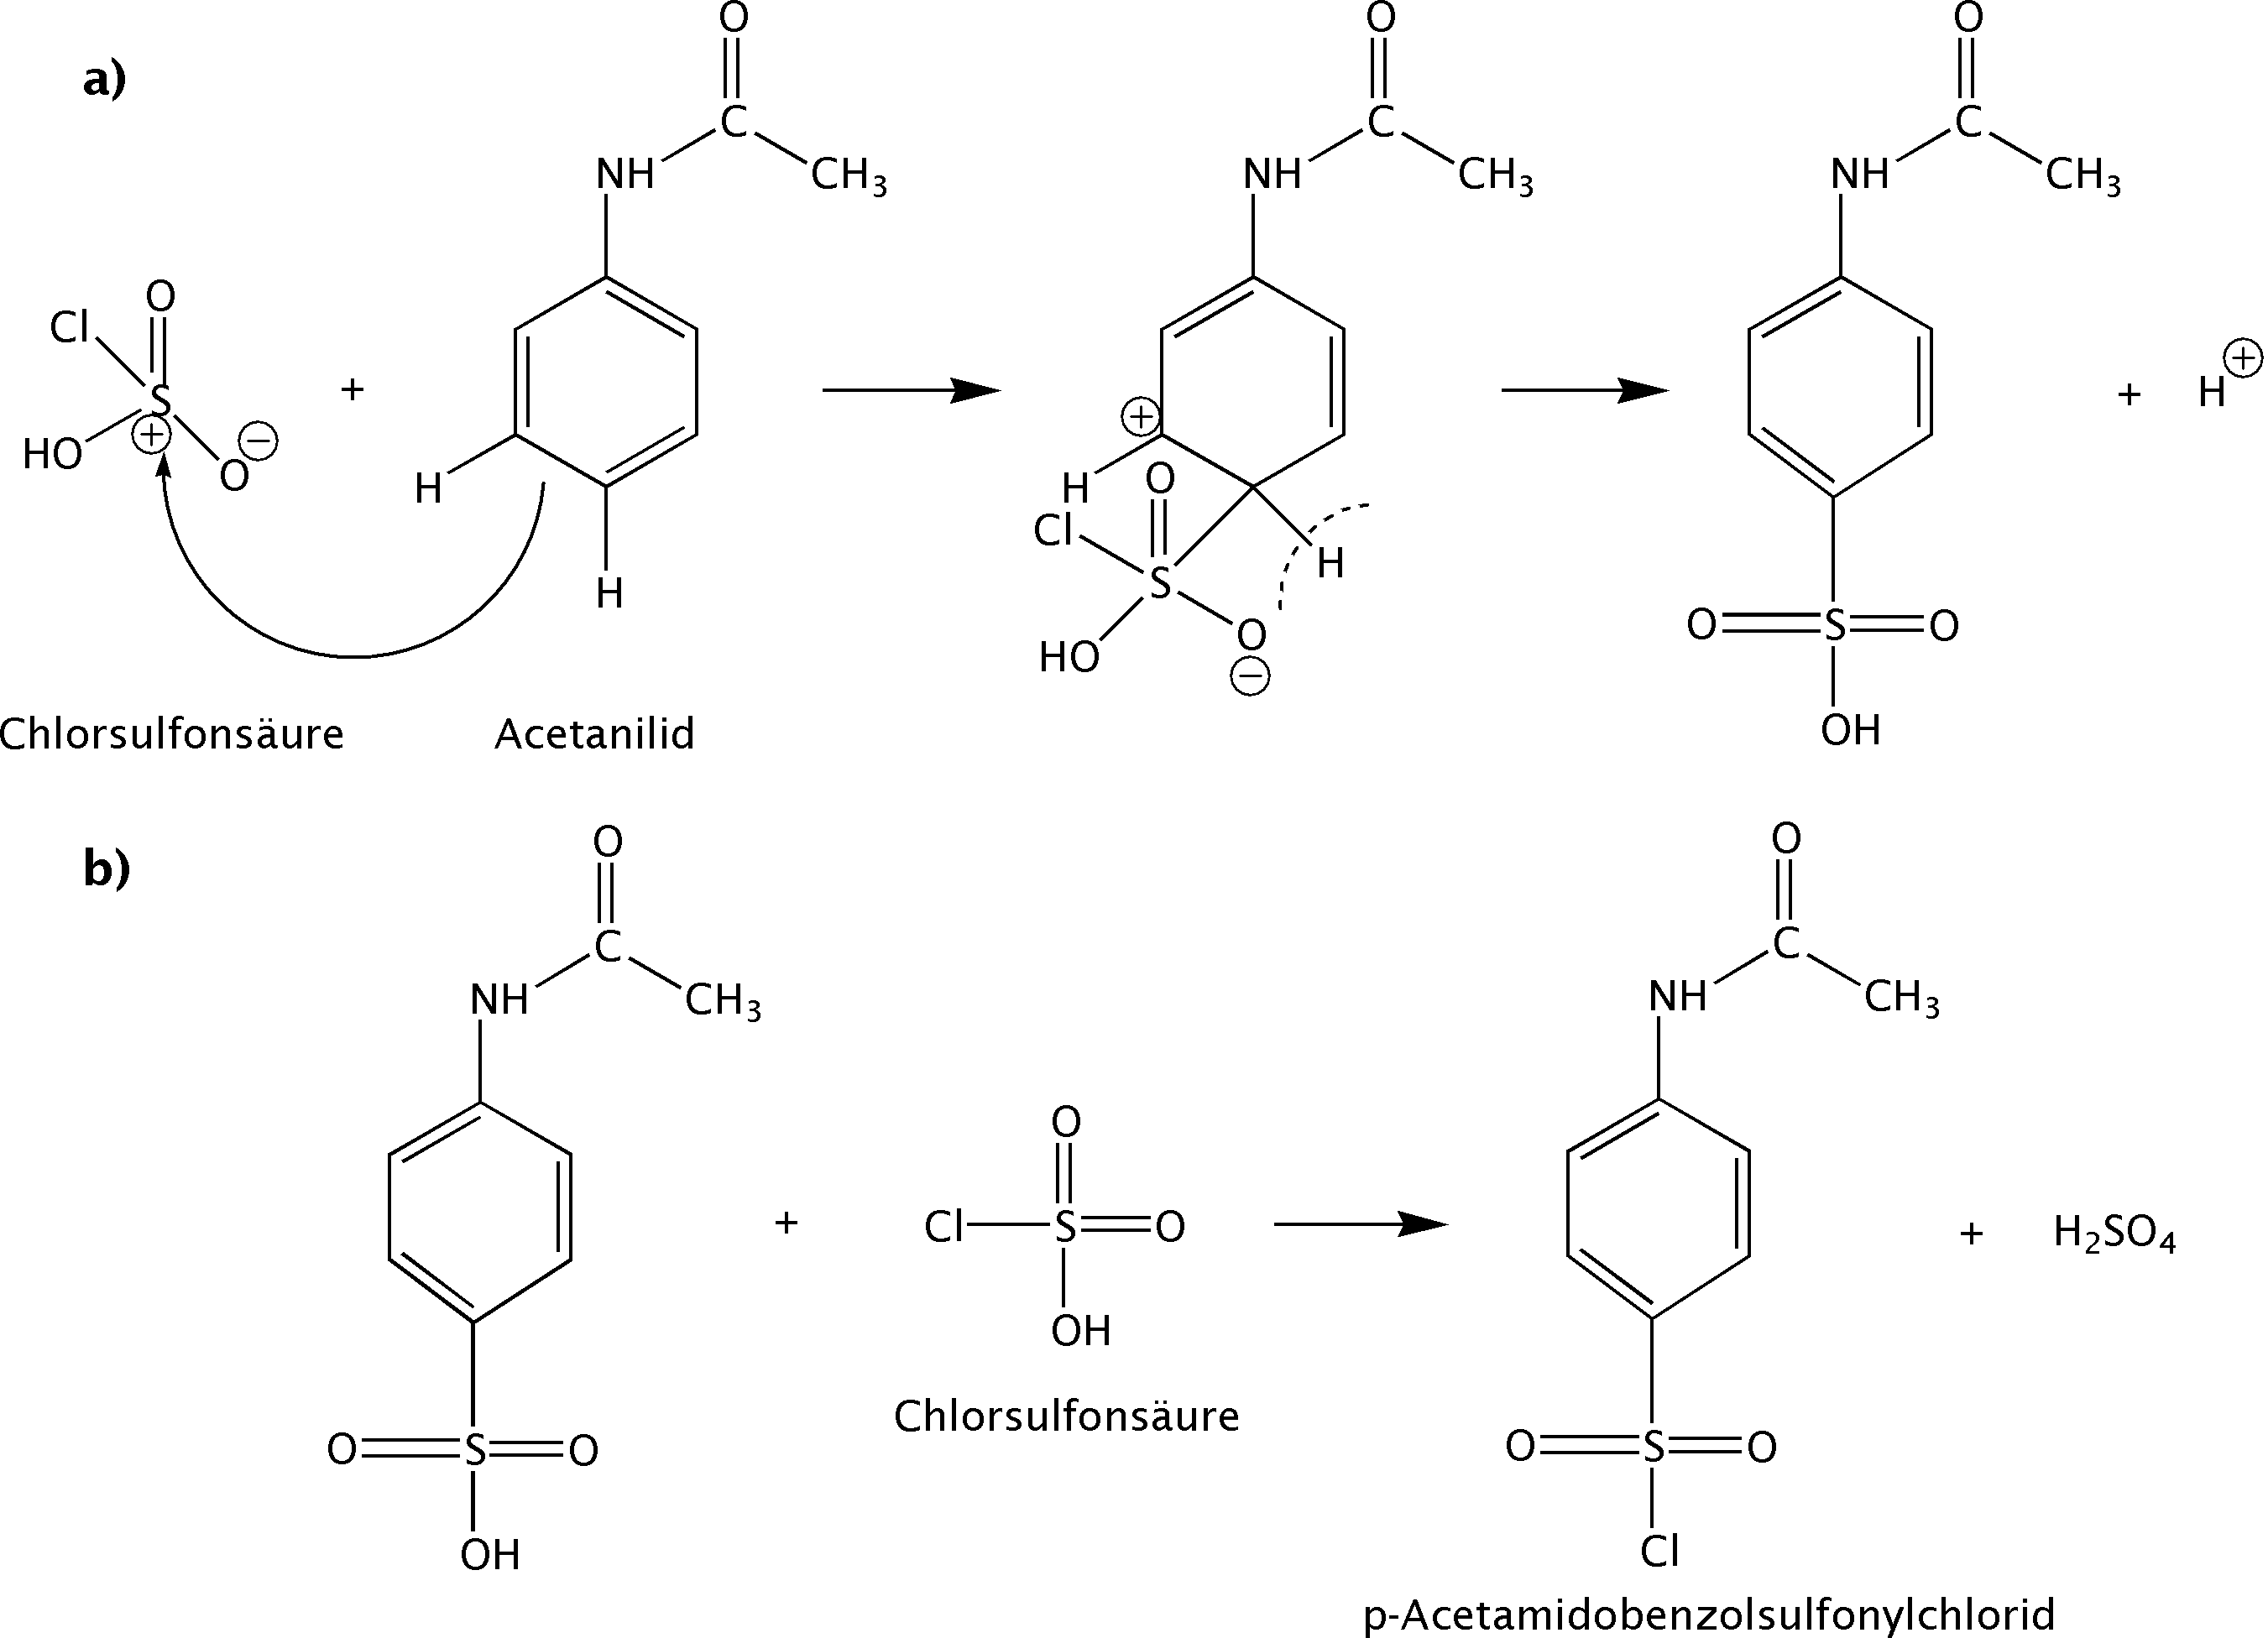 a)
O
C
NH
CH3
Cl
O
S
⊕
HO
O
⊖
+
H
H
O
C
NH
CH3
⊕
H
O
Cl
S
H
HO
O
⊖
O
C
NH
CH3
O
S
O
OH
+
H
⊕
Chlorsulfonsäure
Acetanilid
b)
O
C
NH
CH3
O
S
O
OH
+
O
Cl
S
O
OH
Chlorsulfonsäure
O
C
NH
CH3
O
S
O
Cl
+
H2SO4
p-Acetamidobenzolsulfonylchlorid